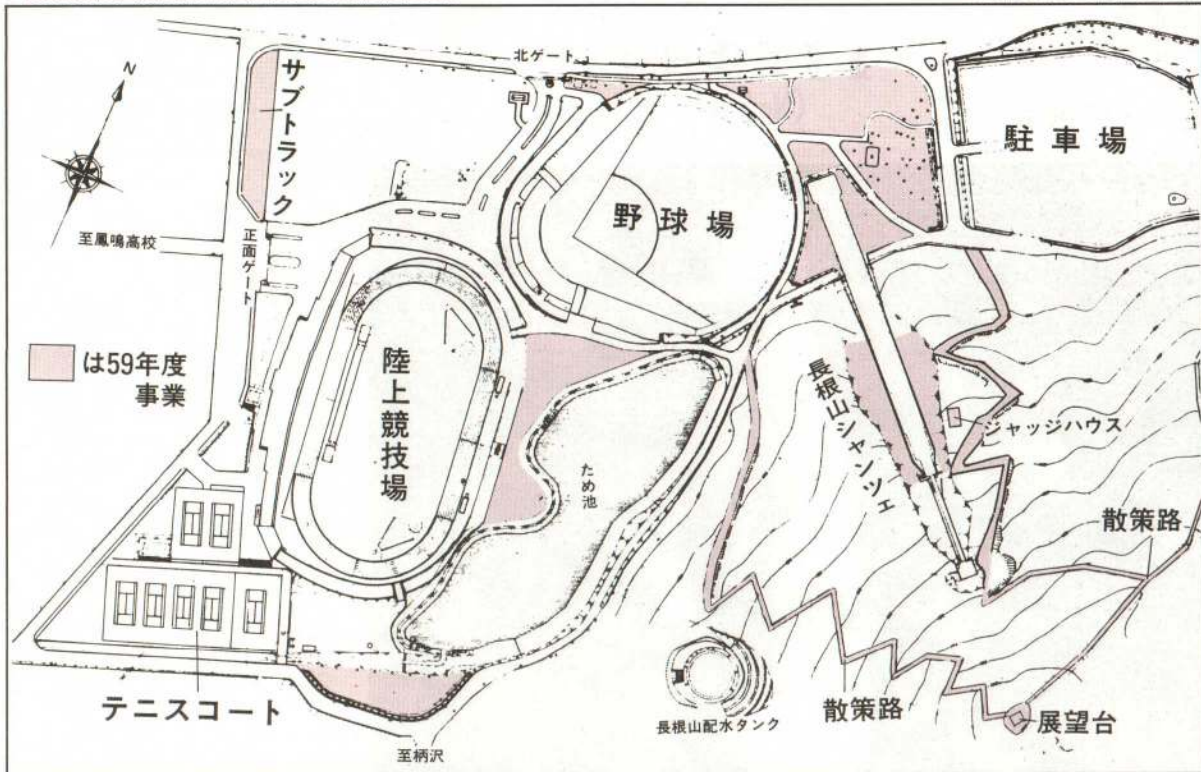 北ゲート
N
サブトラック
駐車場
野球場
至鳳鳴高校
正面ゲート
は59年度
事業
陸上競技場
ため池
長根山シャンツェ
ジャッジハウス
散策路
テニスコート
長根山配水タンク
散策路
展望台
至柄沢